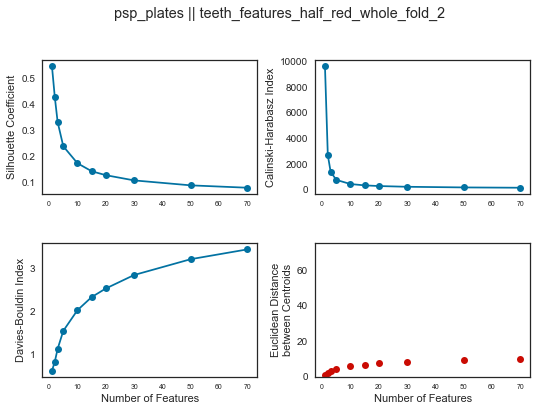 psp_plates || teeth_features_half_red_whole_fold_2
Silhouette Coefficient
0.5
0.4
0.3
0.2
0.1
0 10 20 30 40 50 60 70
Calinski-Harabasz Index
10000
8000
6000
4000
2000
0
0 10 20 30 40 50 60 70
Davies-Bouldin Index
3
2
1
0 10 20 30 40 50 60 70
Number of Features
Euclidean Distance
between Centroids
60
40
20
0
0 10 20 30 40 50 60 70
Number of Features